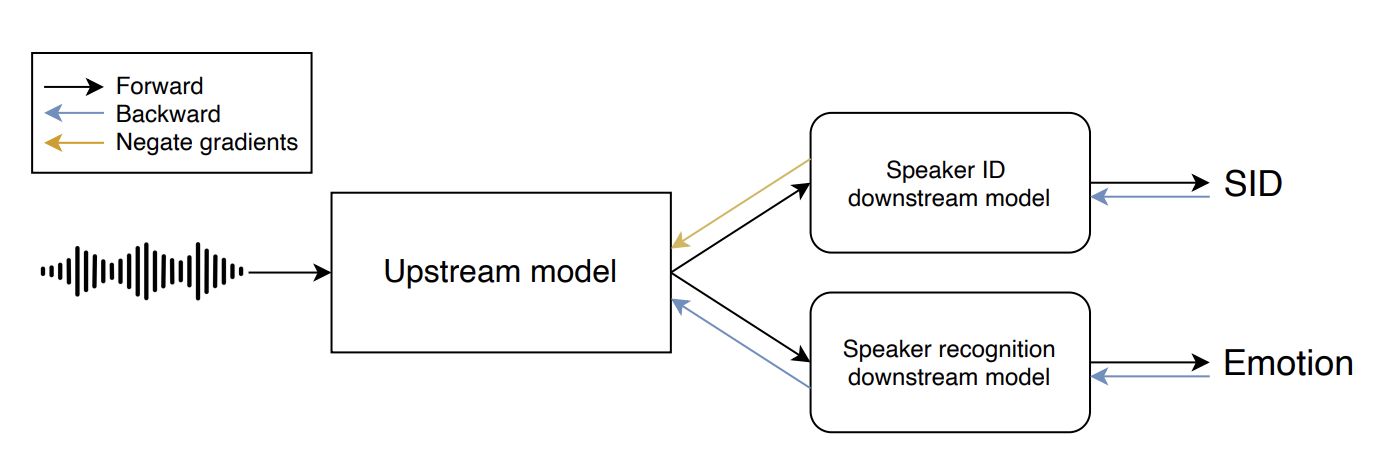 Forward
Backward
Negate gradients
Upstream model
Speaker ID
downstream model
SID
Speaker recognition
downstream model
Emotion